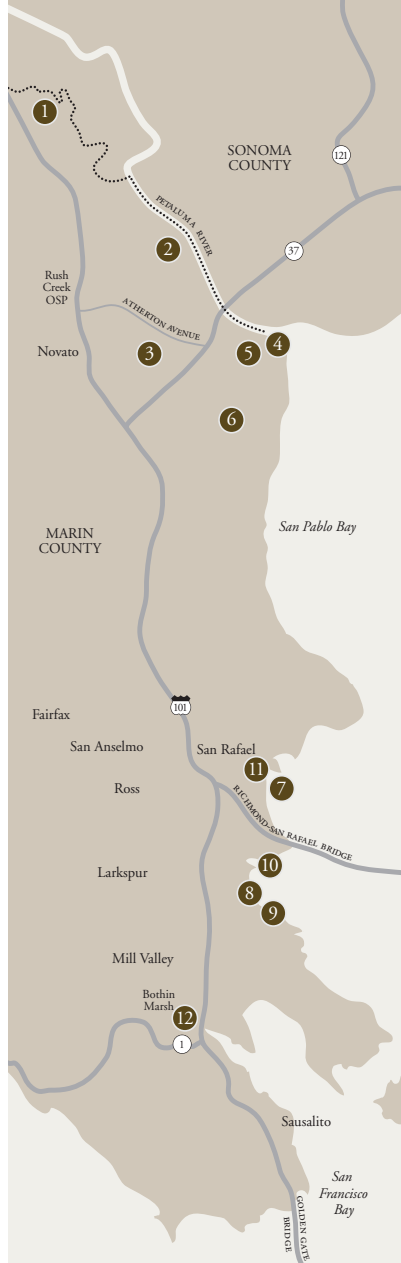 1
SONOMA
COUNTY
121
PETALUMA RIVER
2
37
Rush
Creek
OSP
ATHERTON AVENUE
4
Novato
3
5
6
San Pablo Bay
MARIN
COUNTY
101
Fairfax
San Anselmo
San Rafael
11
7
Ross
RICHMOND–SAN RAFAEL BRIDGE
10
Larkspur
8
9
Mill Valley
Bothin
Marsh
12
1
Sausalito
San
Francisco
Bay
GOLDEN GATE
BRIDGE